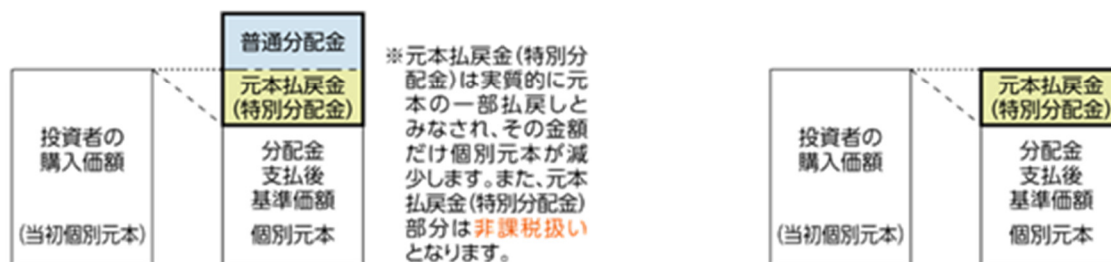 普通分配金
元本払戻金
(特別分配金)
投資者の
購入価額
(当初個別元本)
分配金
支払後
基準価額
個別元本
※元本払戻金(特別分
配金)は実質的に元
本の一部払戻しと
みなされ、その金額
だけ個別元本が減
少します。また、元本
払戻金(特別分配金)
部分は非課税扱い
となります。
元本払戻金
(特別分配金)
投資者の
購入価額
(当初個別元本)
分配金
支払後
基準価額
個別元本